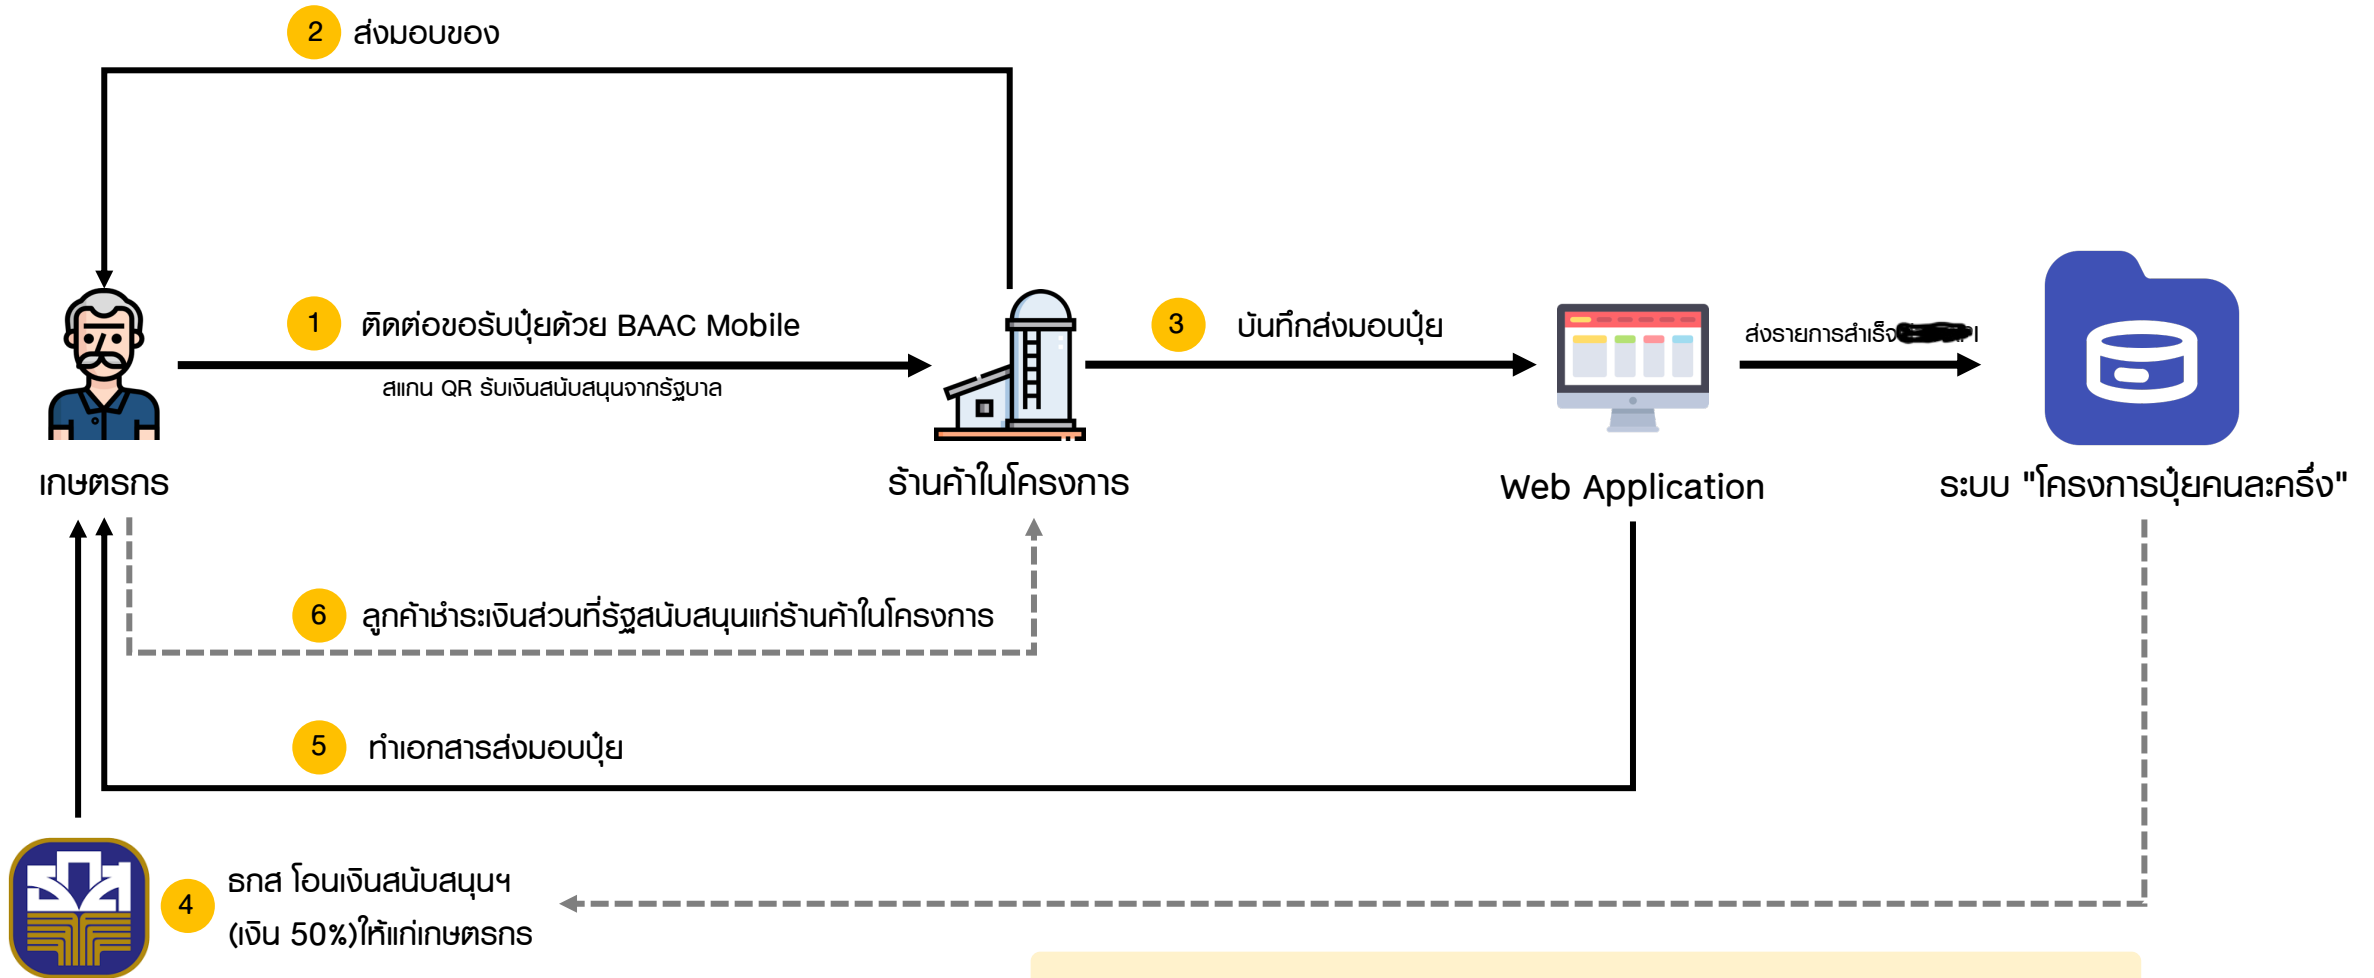 2 ส่งมอบของ
1 ติดต่อขอรับปุ๋ยด้วย BAAC Mobile
สแกน QR รับเงินสนับสนุนจากรัฐบาล
3 บันทึกส่งมอบปุ๋ย
ส่งรายการสำเร็จ
เกษตรกร
ร้านค้าในโครงการ
Web Application
ระบบ "โครงการปุ๋ยคนละครึ่ง"
6 ลูกค้าชำระเงินส่วนที่รัฐสนับสนุนแก่ร้านค้าในโครงการ
5 ทำเอกสารส่งมอบปุ๋ย
ธกส
4 ธกส โอนเงินสนับสนุนฯ
(เงิน 50%)ให้แก่เกษตรกร